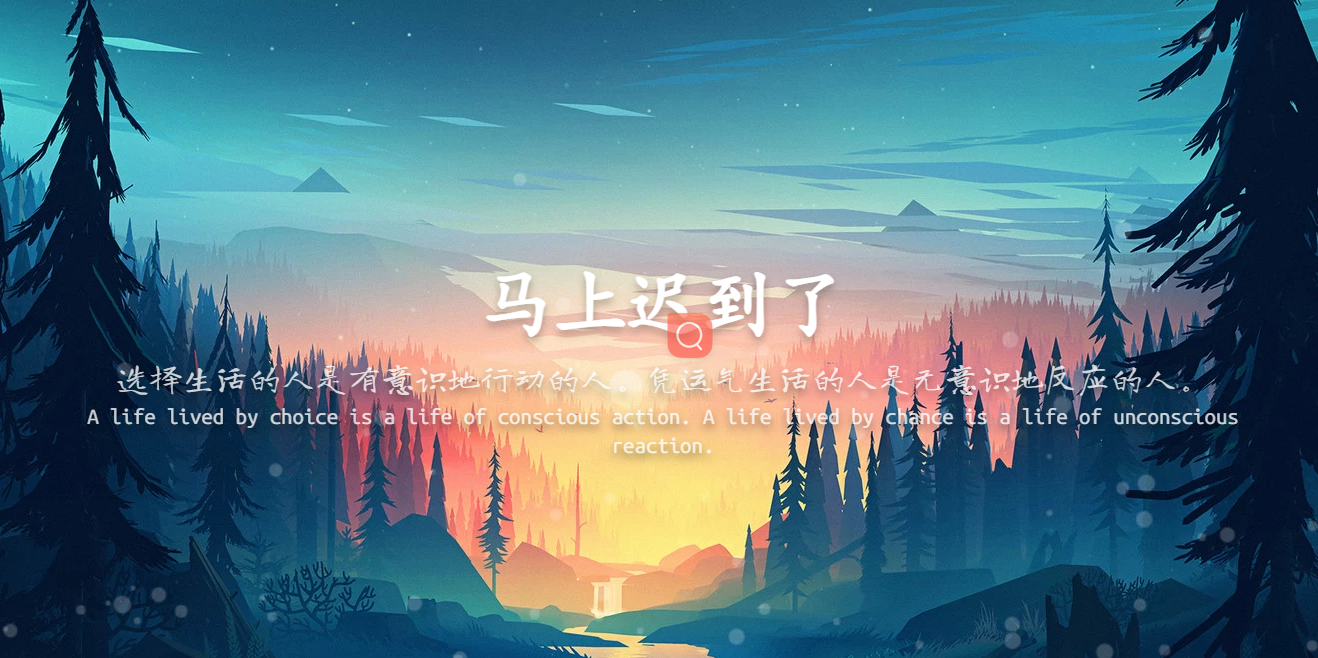 马上迟到了
选择生活的人是有意识地行动的人。凭运气生活的人是无意识地反应的人。
A life lived by choice is a life of conscious action. A life lived by chance is a life of unconscious
reaction.